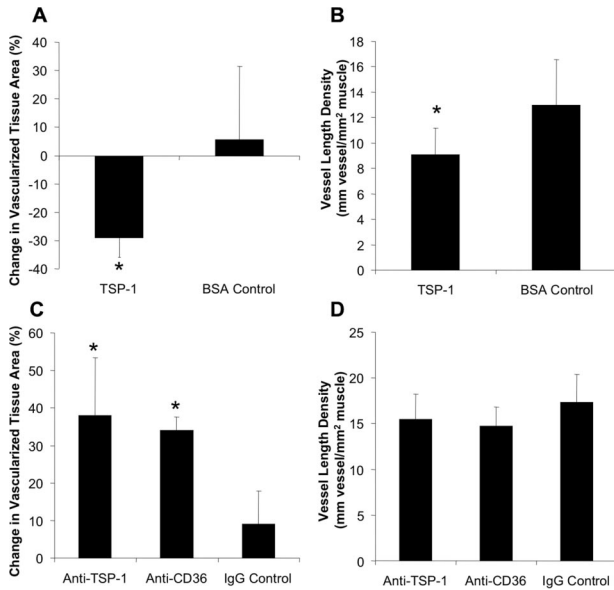 A
Change in Vascularized Tissue Area (%)
40
30
20
10
0
-10
-20
-30
-40
*
TSP-1 BSA Control
B
Vessel Length Density
(mm vessel/mm² muscle)
18
16
14
12
10
8
6
4
2
0
*
TSP-1 BSA Control
C
Change in Vascularized Tissue Area (%)
60
50
40
30
20
10
0
*
*
Anti-TSP-1 Anti-CD36 IgG Control
D
Vessel Length Density
(mm vessel/mm² muscle)
25
20
15
10
5
0
Anti-TSP-1 Anti-CD36 IgG Control